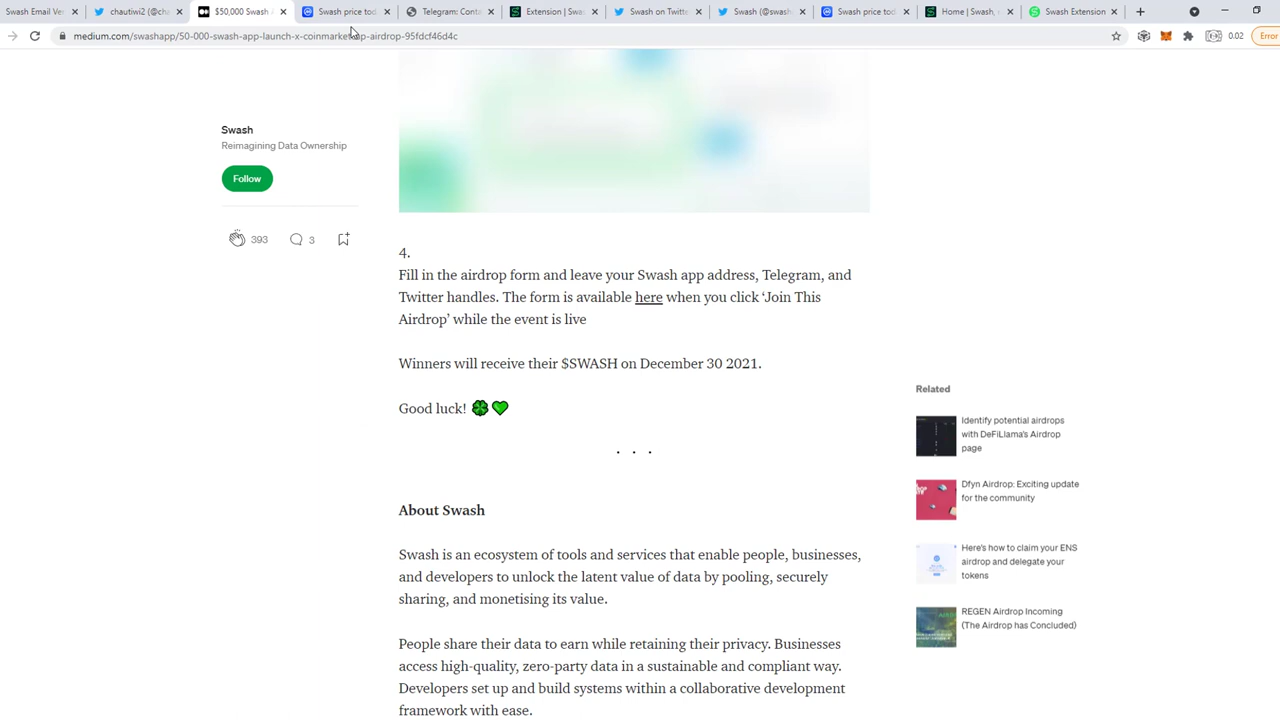 Swash Email Ver
chautiwi2 (@cha
$50,000 Swash A
Swash price tod
Telegram: Conta
Extension | Swas
Swash on Twitte
Swash (@swash
Swash price tod
Home | Swash,
Swash Extension
medium.com/swashapp/50-000-swash-app-launch-x-coinmarketcap-airdrop-95fdcf46d4c
0.02
Error
Swash
Reimagining Data Ownership
Follow
393
3
4.
Fill in the airdrop form and leave your Swash app address, Telegram, and
Twitter handles. The form is available here when you click ‘Join This
Airdrop’ while the event is live
Winners will receive their $SWASH on December 30 2021.
Good luck! 🍀💚
. . .
About Swash
Swash is an ecosystem of tools and services that enable people, businesses,
and developers to unlock the latent value of data by pooling, securely
sharing, and monetising its value.
People share their data to earn while retaining their privacy. Businesses
access high-quality, zero-party data in a sustainable and compliant way.
Developers set up and build systems within a collaborative development
framework with ease.
Related
Identify potential airdrops
with DeFiLlama's Airdrop
page
Dfyn Airdrop: Exciting update
for the community
Here's how to claim your ENS
airdrop and delegate your
tokens
REGEN Airdrop Incoming
(The Airdrop has Concluded)